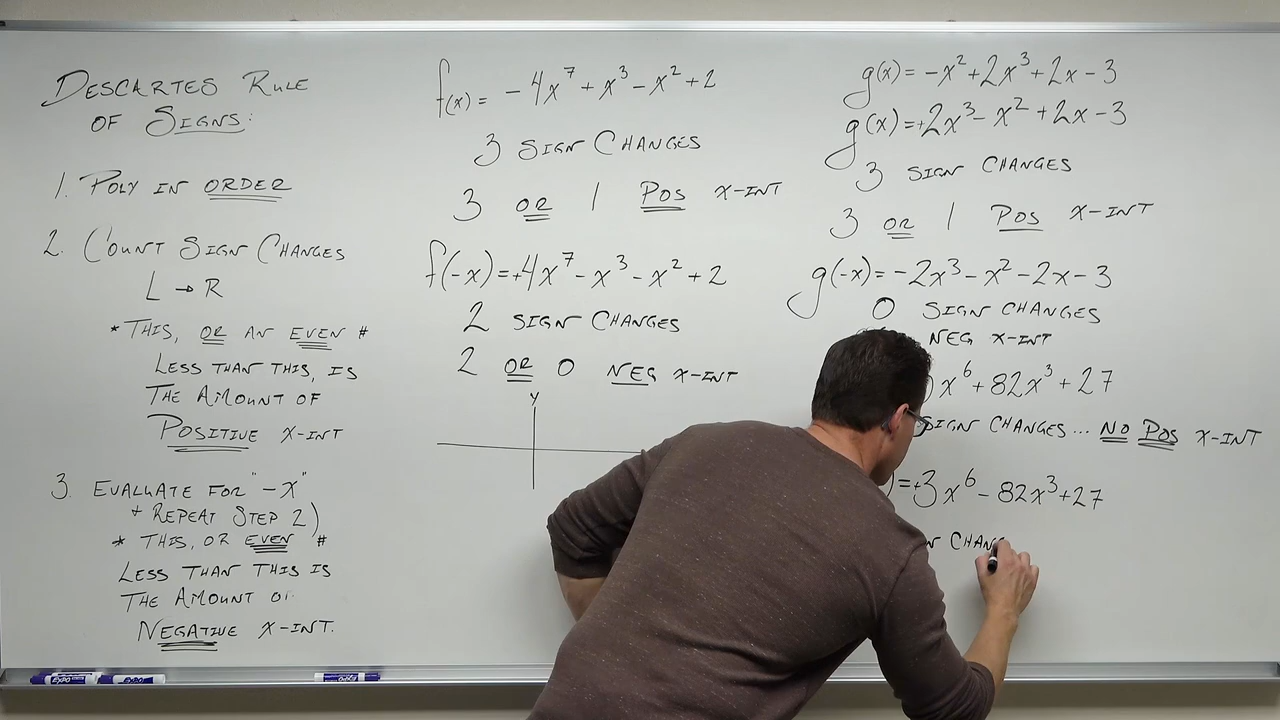 DESCARTES RULE
OF SIGNS:
1. POLY IN ORDER
2. COUNT SIGN CHANGES
L → R
* THIS, OR AN EVEN #
LESS THAN THIS, IS
THE AMOUNT OF
POSITIVE X-INT
3. EVALUATE FOR "-X"
+ REPEAT STEP 2)
* THIS, OR EVEN #
LESS THAN THIS IS
THE AMOUNT OF
NEGATIVE X-INT.
f(x) = -4x⁷ + x³ - x² + 2
3 SIGN CHANGES
3 OR 1 POS X-INT
f(-x) = +4x⁷ - x³ - x² + 2
2 SIGN CHANGES
2 OR 0 NEG X-INT
Y
g(x) = -x² + 2x³ + 2x - 3
g(x) = +2x³ - x² + 2x - 3
3 SIGN CHANGES
3 OR 1 POS X-INT
g(-x) = -2x³ - x² - 2x - 3
0 SIGN CHANGES
NEG X-INT
x⁶ + 82x³ + 27
SIGN CHANGES... NO POS X-INT
) = +3x⁶ - 82x³ + 27
N CHANG
EXPO
EXPO